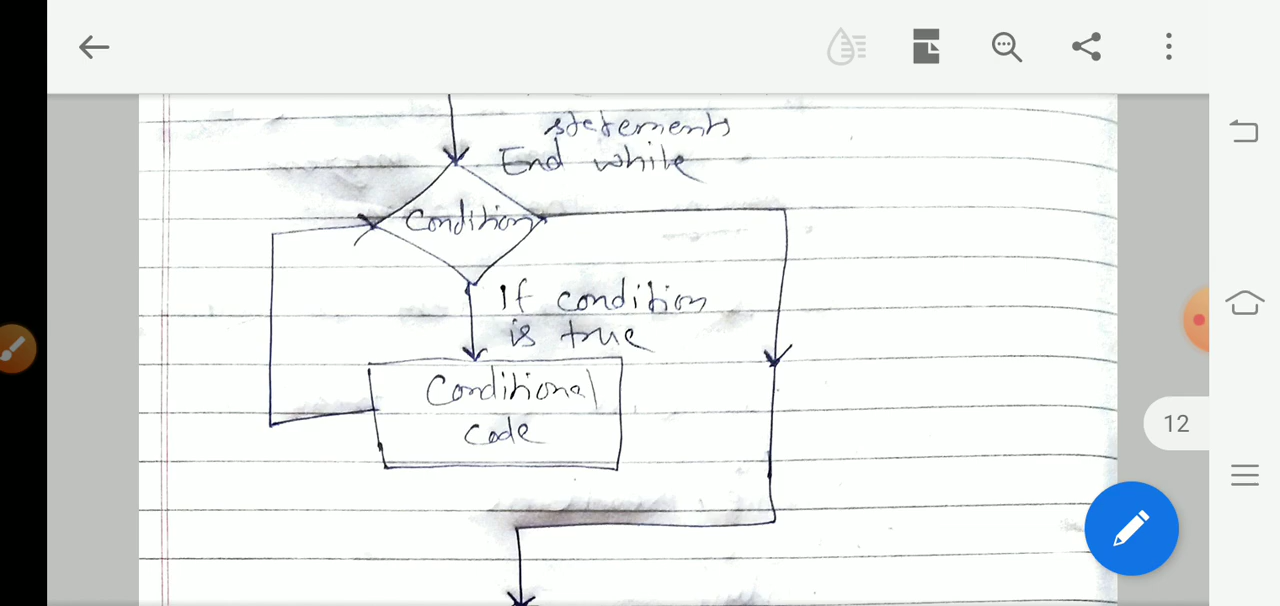 statements
End while
Condition
If condition
is true
Conditional
code
12